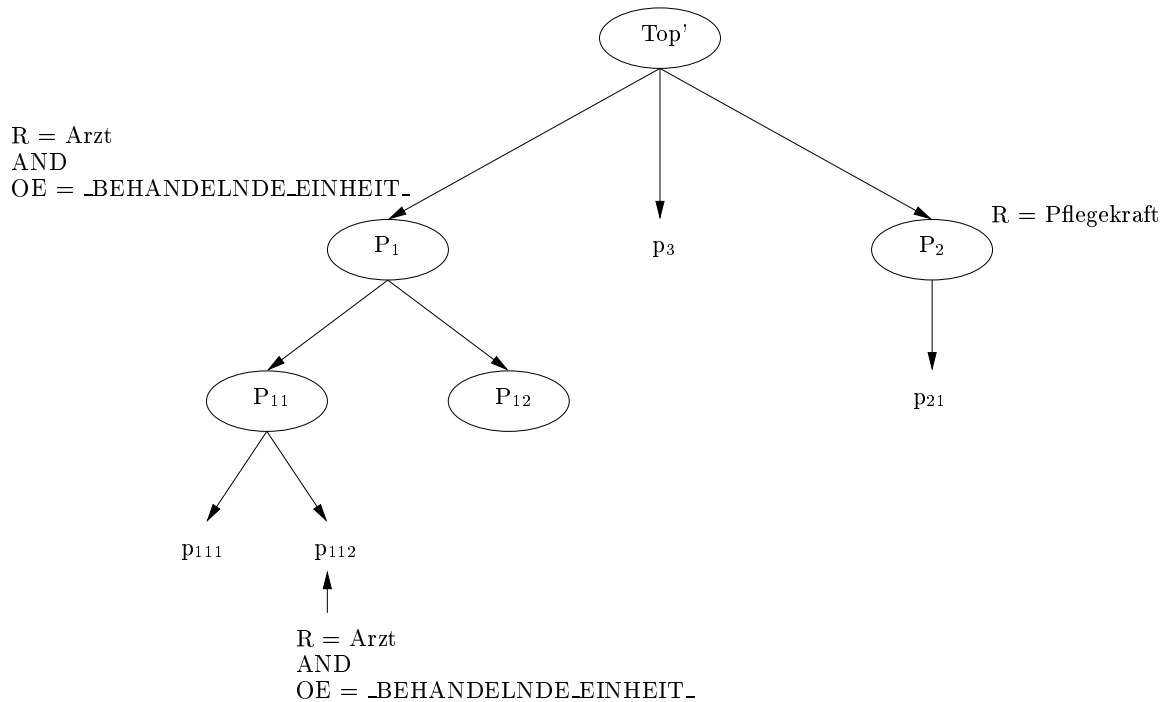 Top'
R = Arzt
AND
OE = _BEHANDELNDE_EINHEIT_
R = Pflegekraft
P₁
p₃
P₂
P₁₁
P₁₂
p₂₁
p₁₁₁
p₁₁₂
R = Arzt
AND
OE = _BEHANDELNDE_EINHEIT_